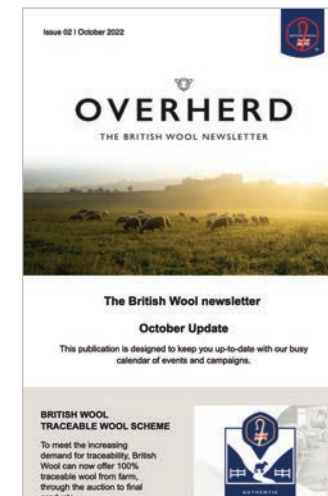 Issue 02 I October 2022
OVERHERD
THE BRITISH WOOL NEWSLETTER
The British Wool newsletter
October Update
This publication is designed to keep you up-to-date with our busy
calendar of events and campaigns.
BRITISH WOOL
TRACEABLE WOOL SCHEME
To meet the increasing
demand for traceability, British
Wool can now offer 100%
traceable wool from farm,
through the auction to final
AUTHENTIC